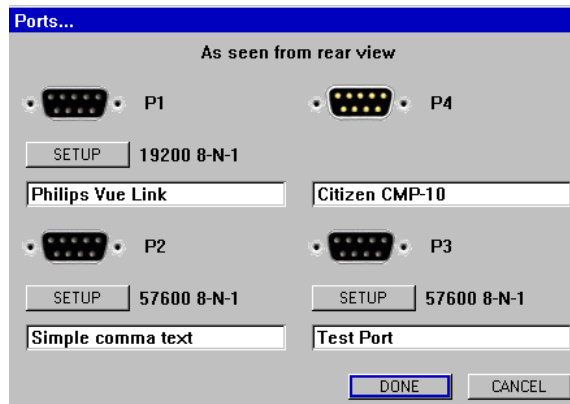 Ports...
As seen from rear view
P1 P4
SETUP 19200 8-N-1
Philips Vue Link Citizen CMP-10
P2 P3
SETUP 57600 8-N-1 SETUP 57600 8-N-1
Simple comma text Test Port
DONE CANCEL